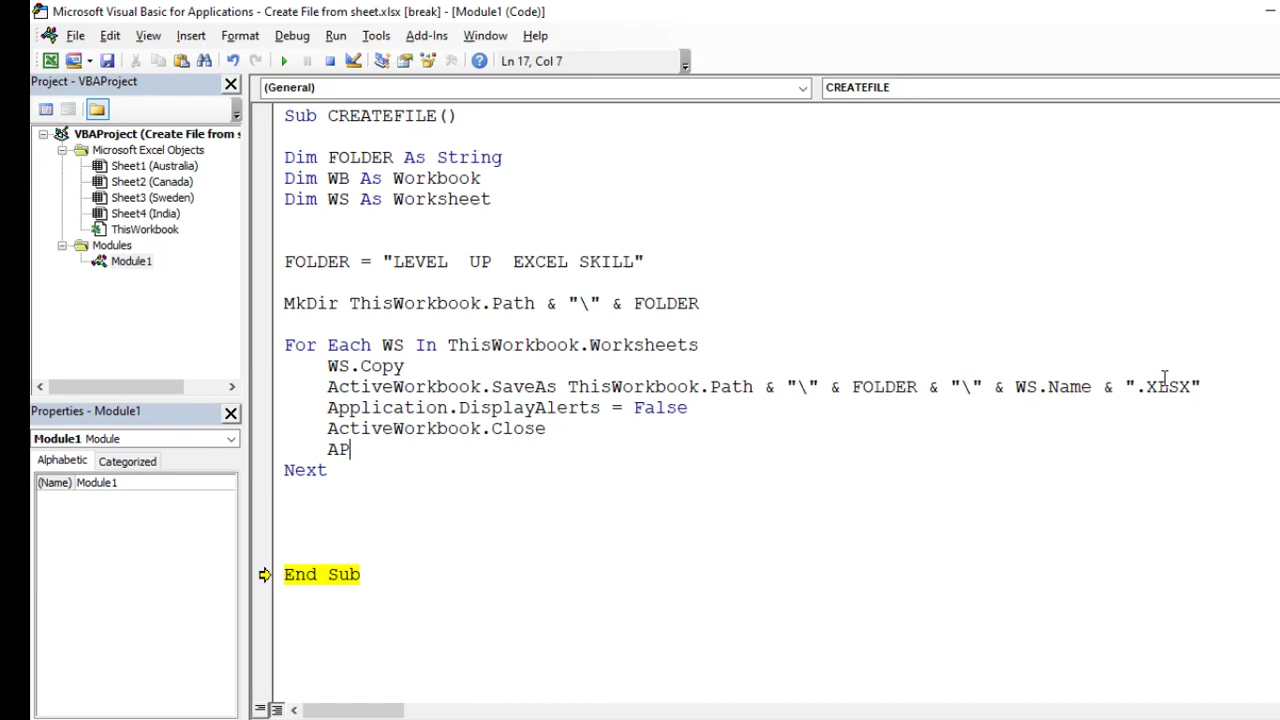 Microsoft Visual Basic for Applications - Create File from sheet.xlsx [break] - [Module1 (Code)]
File Edit View Insert Format Debug Run Tools Add-Ins Window Help
Ln 17, Col 7
Project - VBAProject
(General)
CREATEFILE
VBAProject (Create File from s
Microsoft Excel Objects
Sheet1 (Australia)
Sheet2 (Canada)
Sheet3 (Sweden)
Sheet4 (India)
ThisWorkbook
Modules
Module1
Properties - Module1
Module1 Module
Alphabetic Categorized
(Name) Module1
Sub CREATEFILE()
Dim FOLDER As String
Dim WB As Workbook
Dim WS As Worksheet
FOLDER = "LEVEL  UP  EXCEL SKILL"
MkDir ThisWorkbook.Path & "\" & FOLDER
For Each WS In ThisWorkbook.Worksheets
WS.Copy
ActiveWorkbook.SaveAs ThisWorkbook.Path & "\" & FOLDER & "\" & WS.Name & ".XLSX"
Application.DisplayAlerts = False
ActiveWorkbook.Close
AP
Next
End Sub